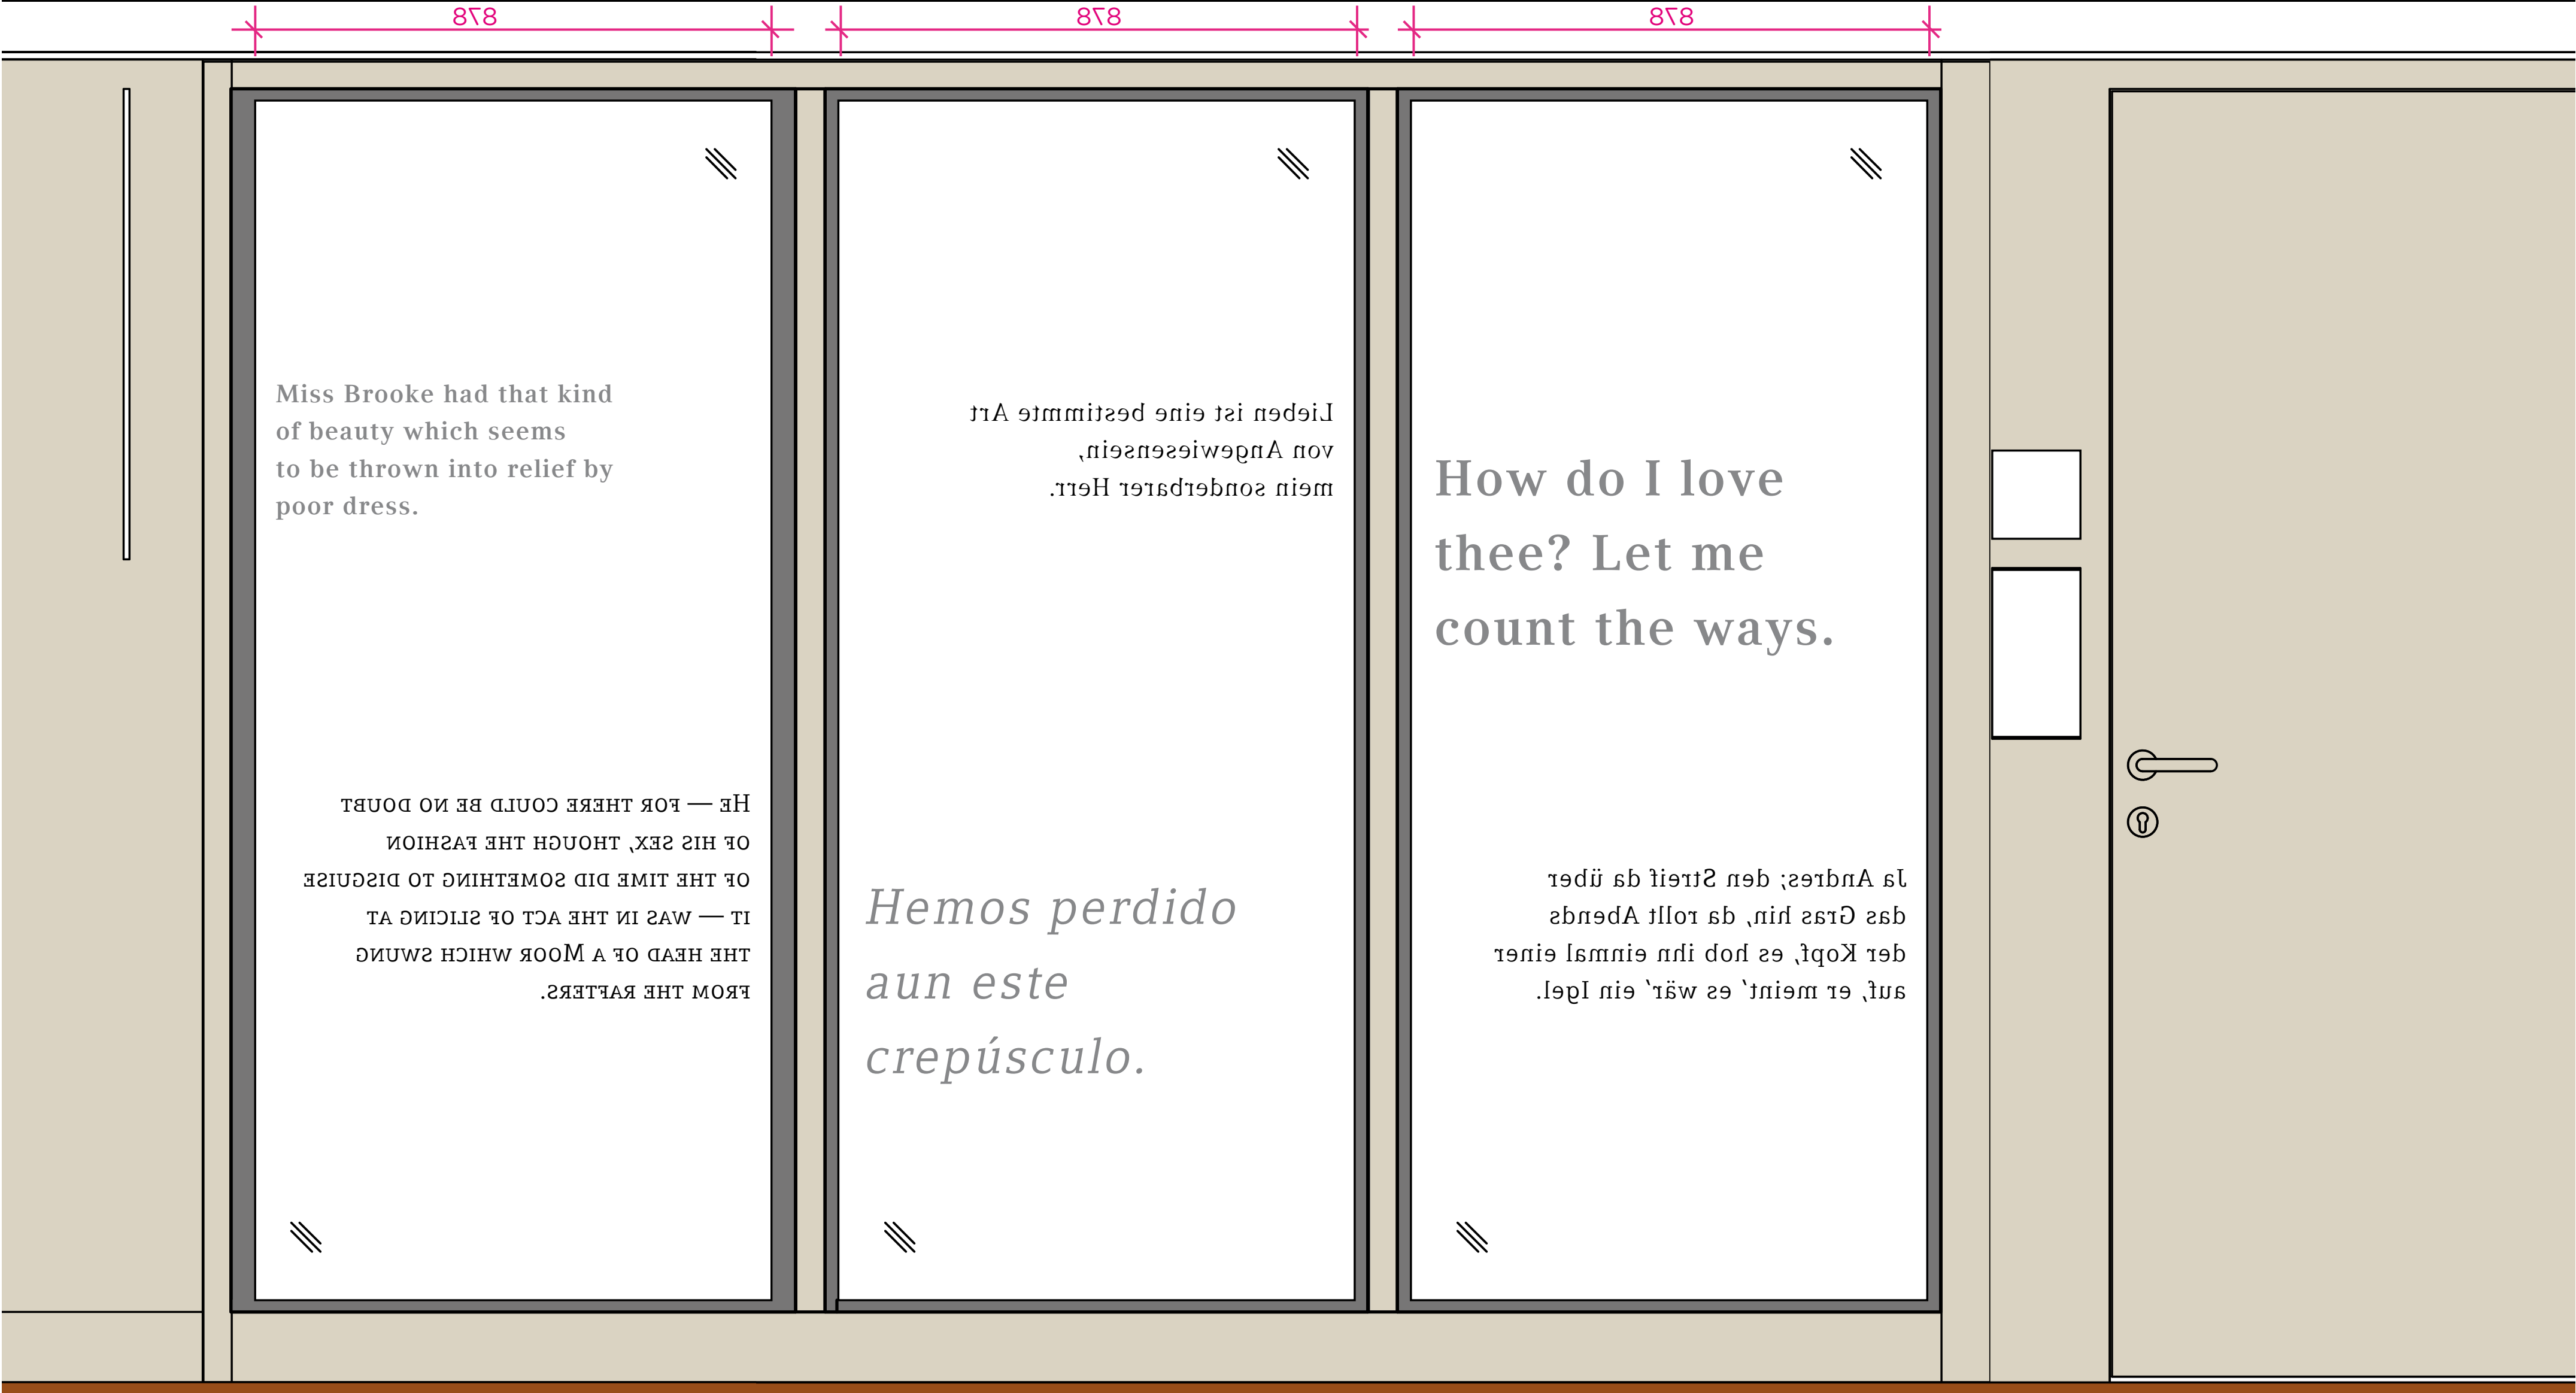 878
878
878
Miss Brooke had that kind
of beauty which seems
to be thrown into relief by
poor dress.
He — for there could be no doubt
of his sex, though the fashion
of the time did something to disguise
it — was in the act of slicing at
the head of a Moor which swung
from the rafters.
Lieben ist eine bestimmte Art
von Angewiesensein,
mein sonderbarer Herr.
Hemos perdido
aun este
crepúsculo.
How do I love
thee? Let me
count the ways.
Ja Andres; den Streif da über
das Gras hin, da rollt Abends
der Kopf, es hob ihn einmal einer
auf, er meint’ es wär’ ein Igel.